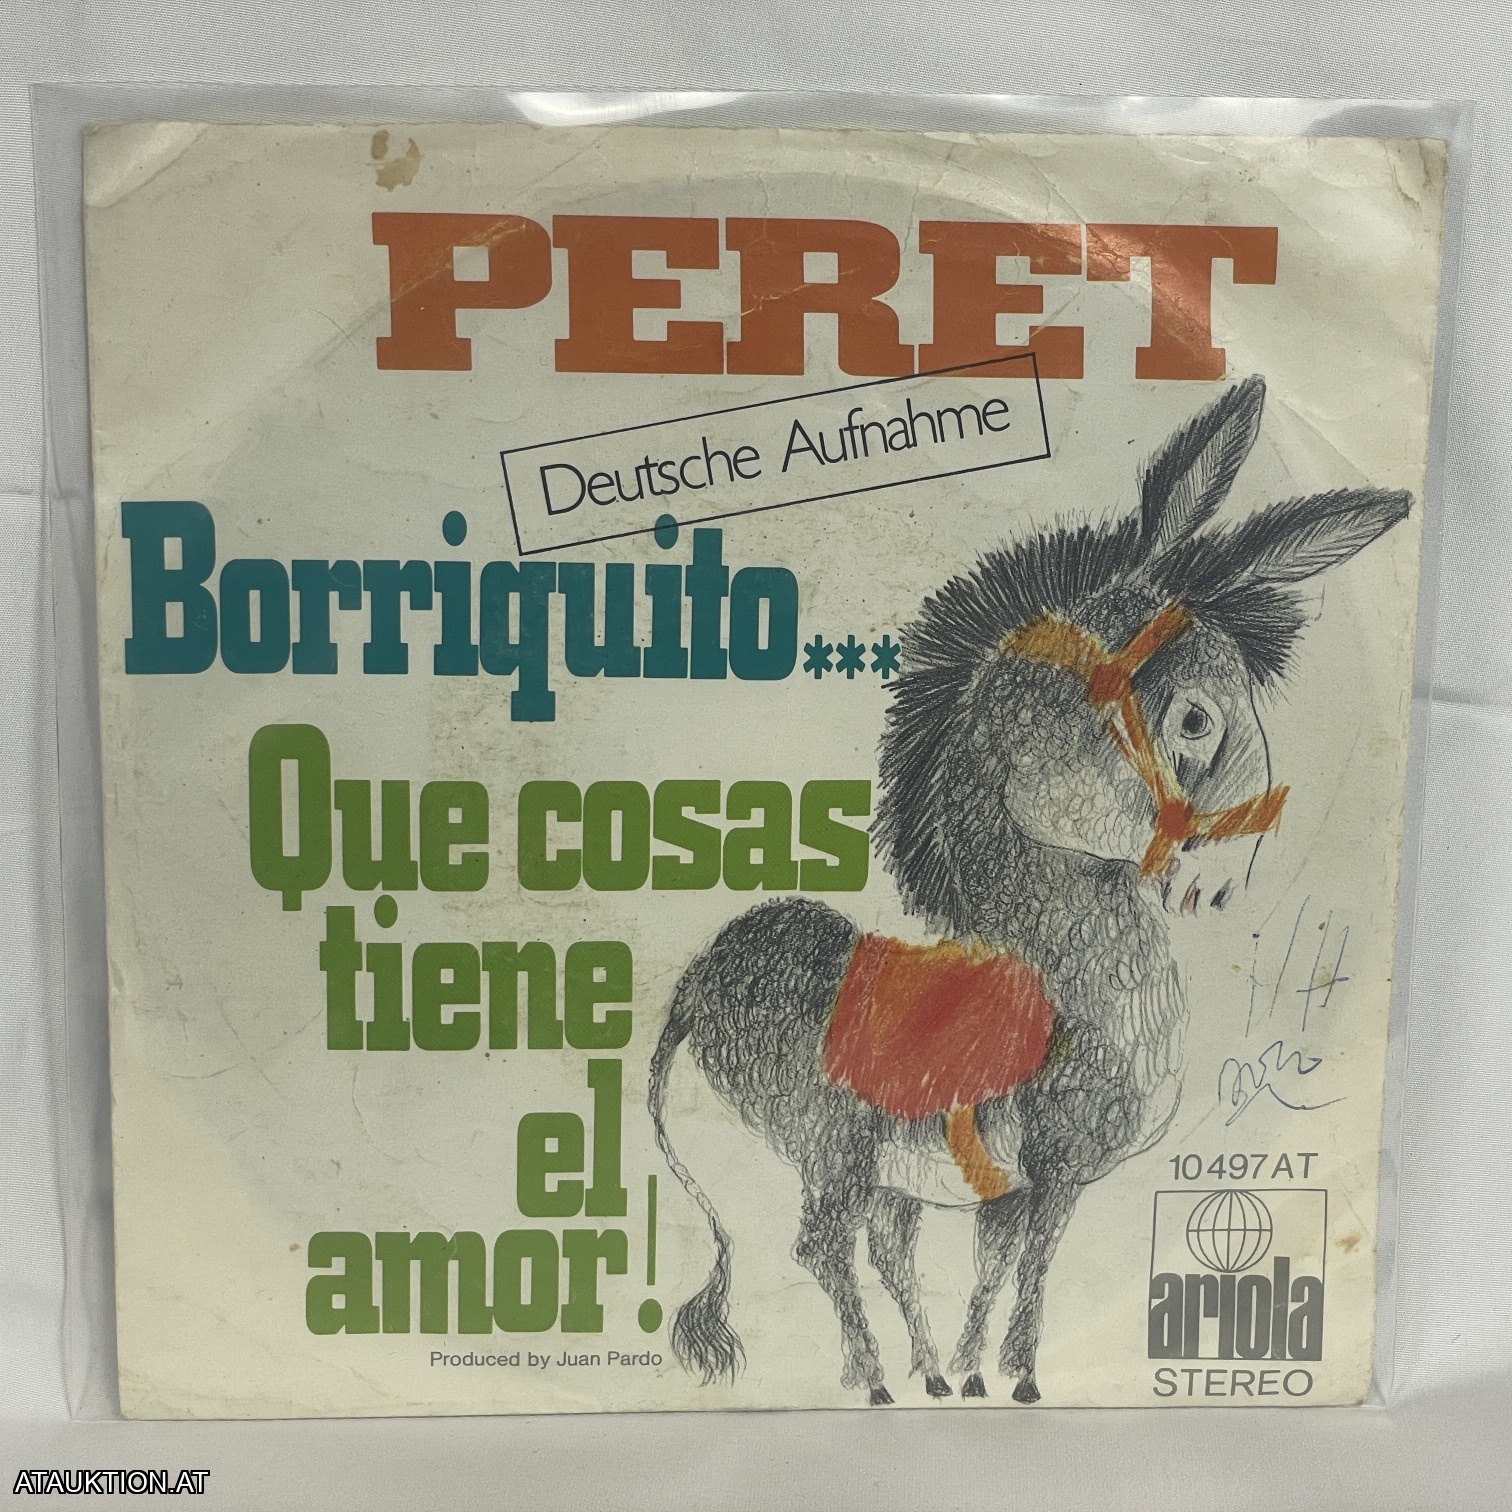 PERET
Deutsche Aufnahme
Borriquito...
Que cosas
tiene
el
amor!
Produced by Juan Pardo
10 497 AT
ariola
STEREO
ATAUKTION.AT